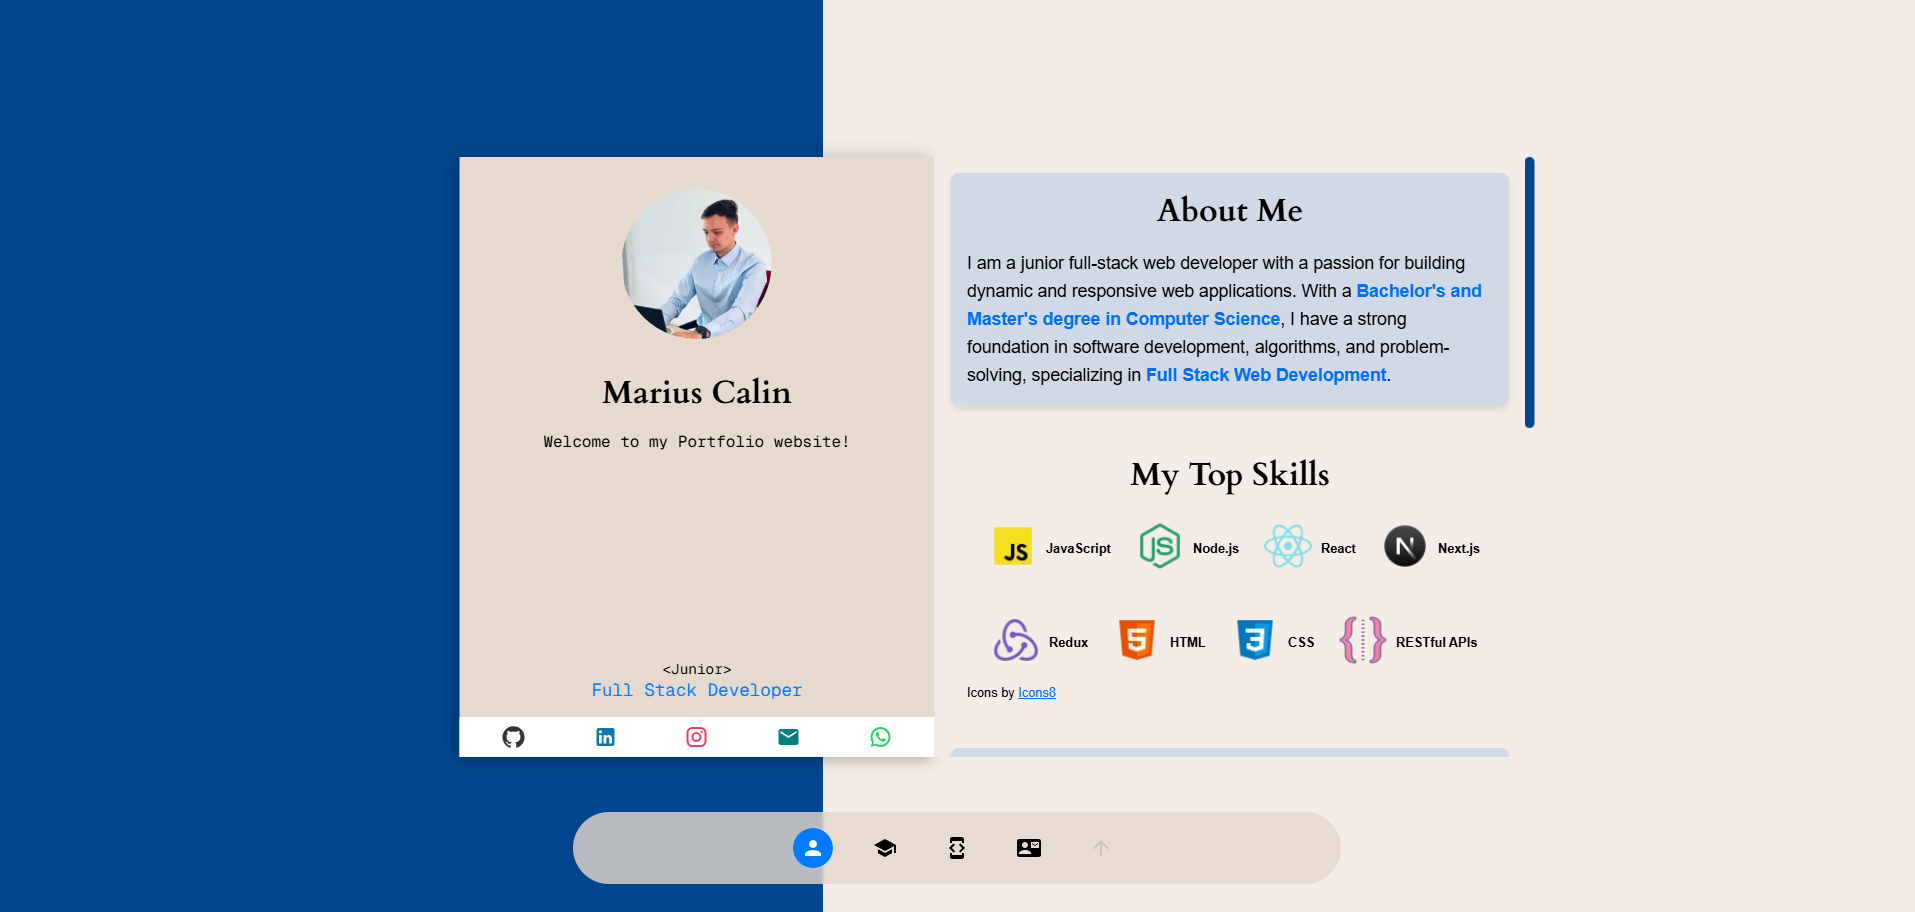 Marius Calin
Welcome to my Portfolio website!
<Junior>
Full Stack Developer
About Me
I am a junior full-stack web developer with a passion for building
dynamic and responsive web applications. With a Bachelor's and
Master's degree in Computer Science, I have a strong
foundation in software development, algorithms, and problem-
solving, specializing in Full Stack Web Development.
My Top Skills
JS JavaScript JS Node.js React N Next.js
Redux 5 HTML 3 CSS RESTful APIs
Icons by Icons8